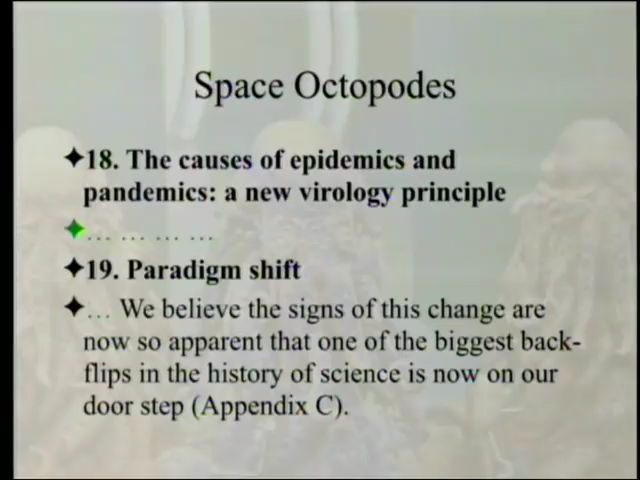 Space Octopodes
✦18. The causes of epidemics and
pandemics: a new virology principle
✦… … … …
✦19. Paradigm shift
✦… We believe the signs of this change are
now so apparent that one of the biggest back-
flips in the history of science is now on our
door step (Appendix C).